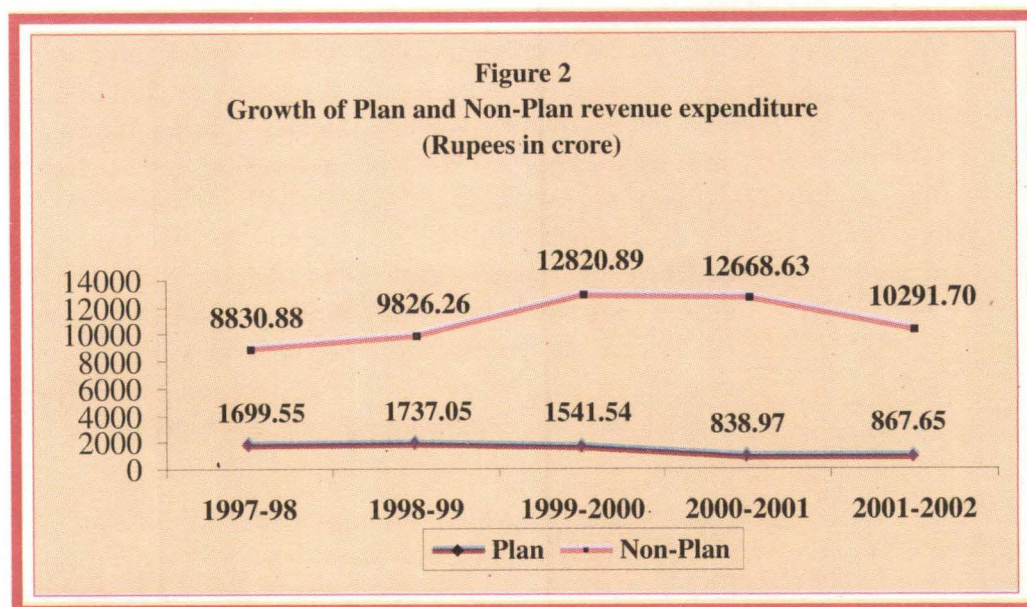 Figure 2
Growth of Plan and Non-Plan revenue expenditure
(Rupees in crore)
14000
12000
10000
8000
6000
4000
2000
0
8830.88 9826.26 12820.89 12668.63 10291.70
1699.55 1737.05 1541.54 838.97 867.65
1997-98 1998-99 1999-2000 2000-2001 2001-2002
Plan Non-Plan